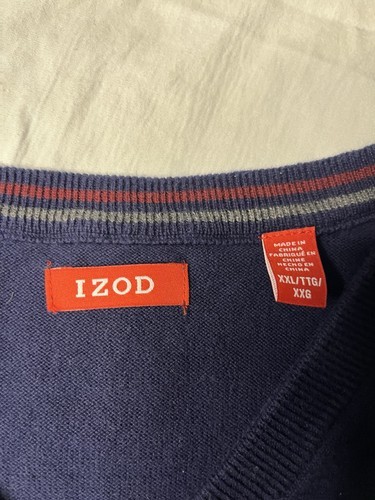 IZOD
MADE IN
CHINA
FABRIQUÉ EN
CHINE
HECHO EN
CHINA
XXL/TTG/
XXG